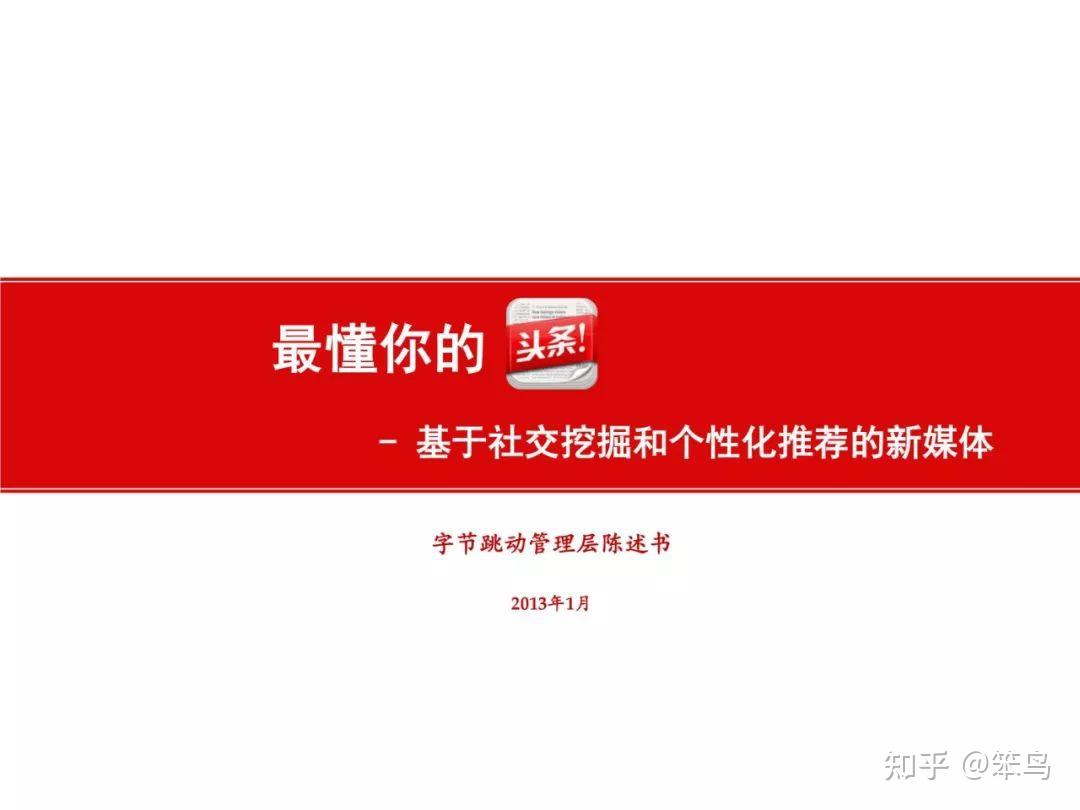 最懂你的 头条!
- 基于社交挖掘和个性化推荐的新媒体
字节跳动管理层陈述书
2013年1月
知乎 @笨鸟